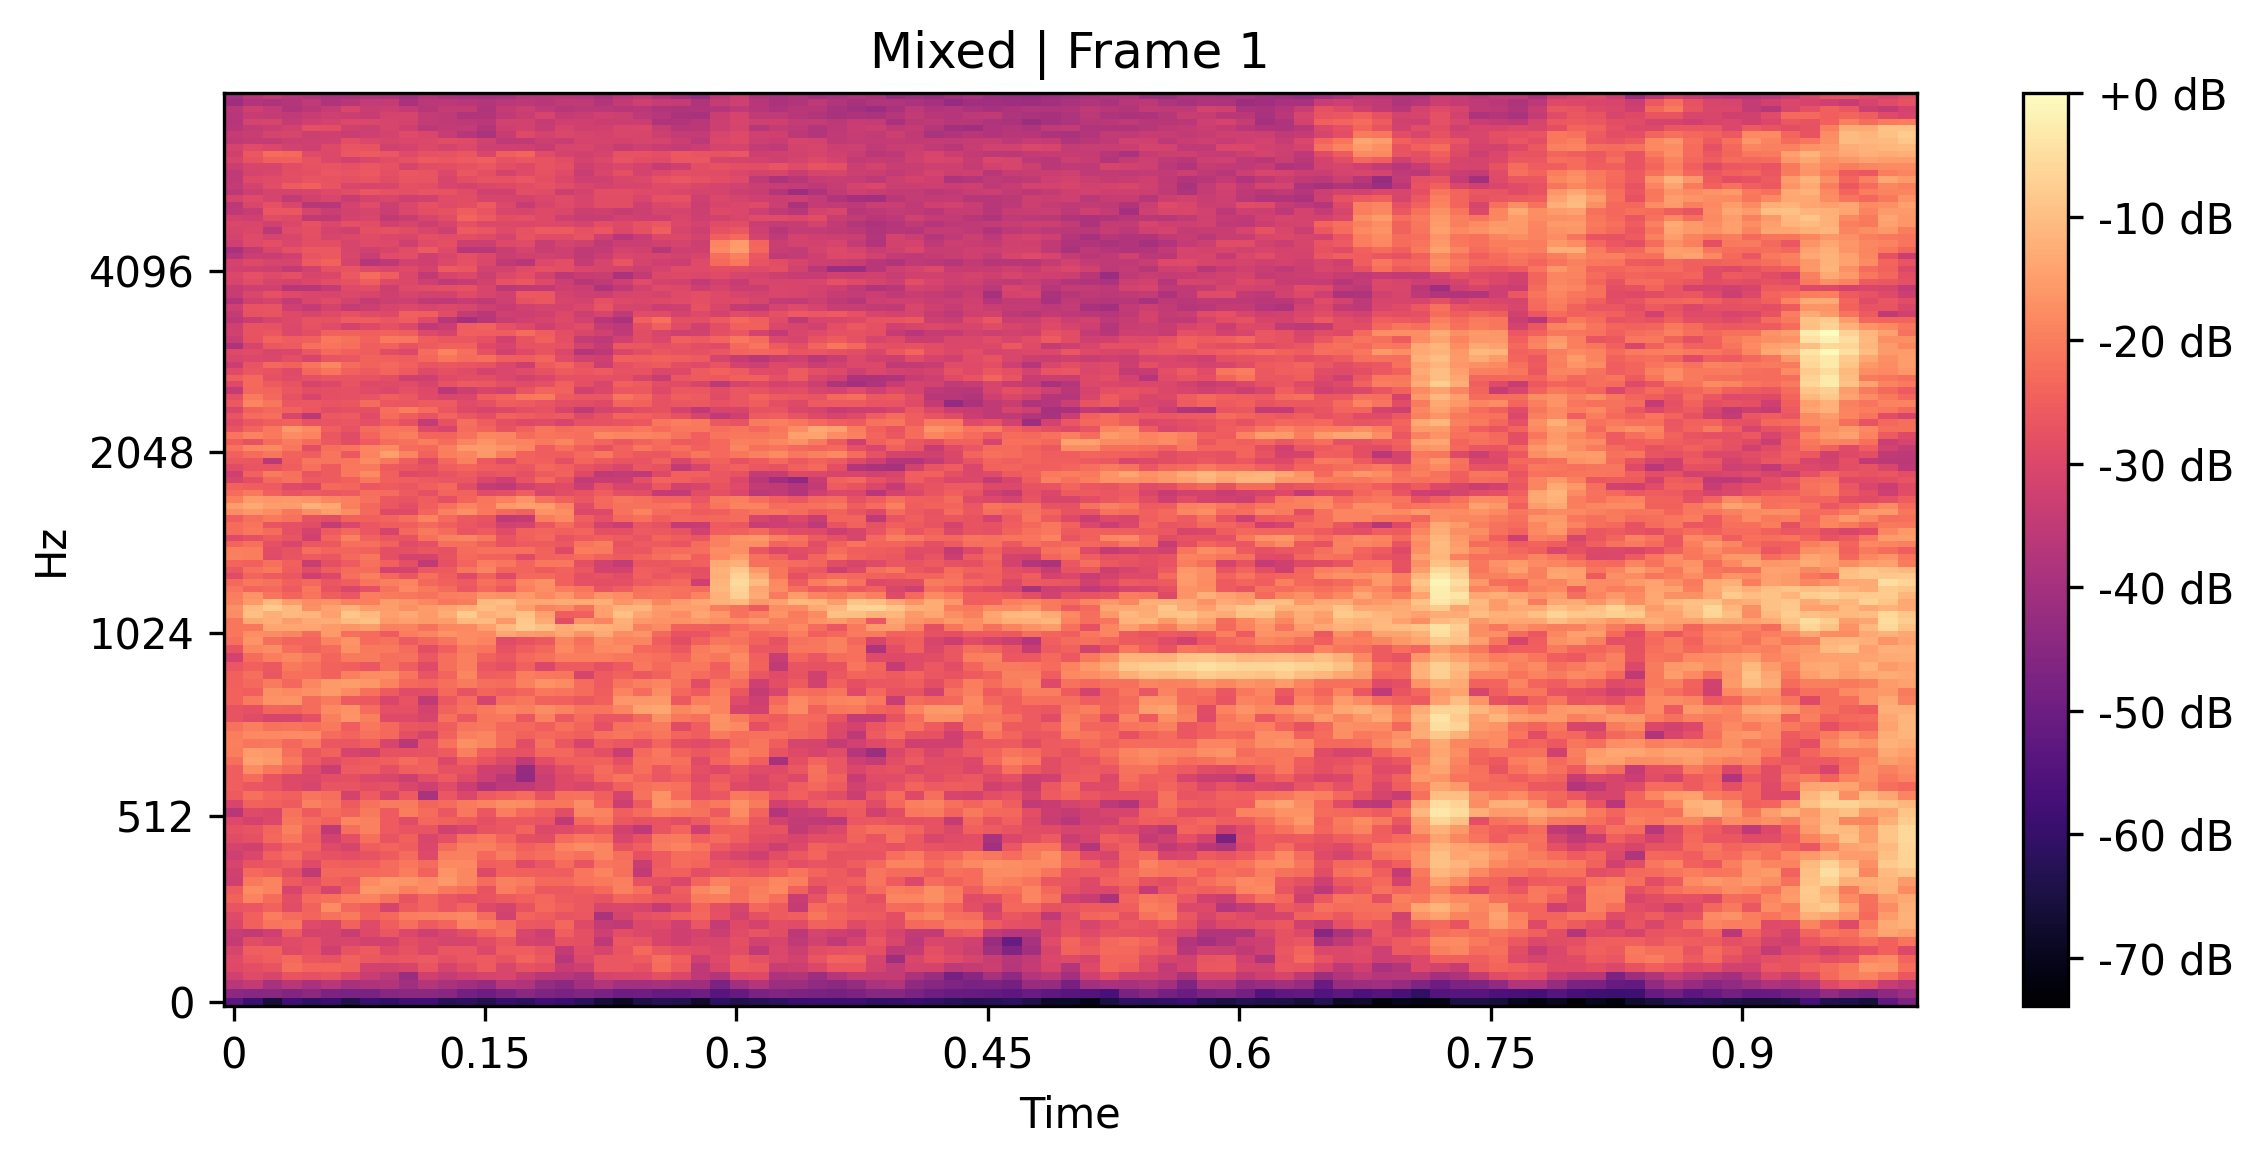 Mixed | Frame 1
+0 dB
-10 dB
-20 dB
-30 dB
-40 dB
-50 dB
-60 dB
-70 dB
Hz
4096
2048
1024
512
0
0 0.15 0.3 0.45 0.6 0.75 0.9
Time